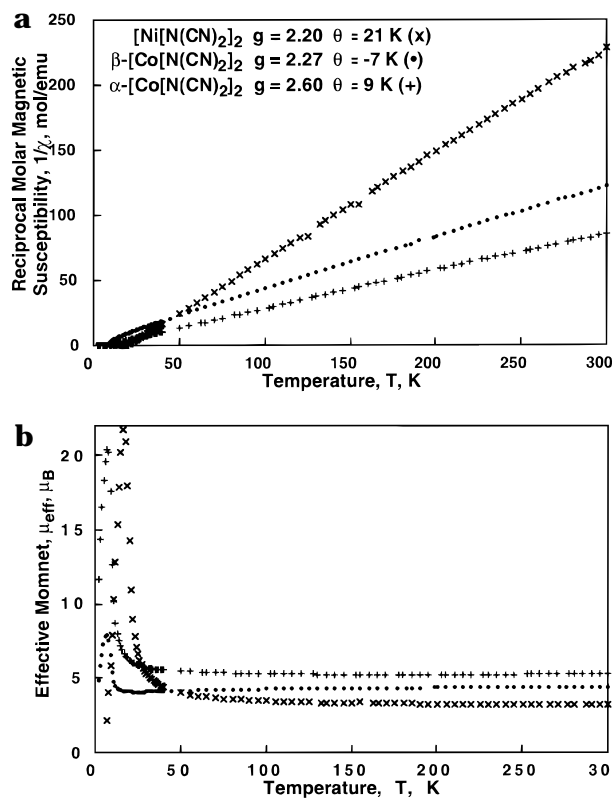 a
[Ni[N(CN)2]2 g = 2.20 θ = 21 K (x)
β-[Co[N(CN)2]2 g = 2.27 θ = -7 K (•)
α-[Co[N(CN)2]2 g = 2.60 θ = 9 K (+)
Reciprocal Molar Magnetic
Susceptibility, 1/χ, mol/emu
250
200
150
100
50
0
0 50 100 150 200 250 300
Temperature, T, K
b
Effective Momnet, μeff, μB
20
15
10
5
0
0 50 100 150 200 250 300
Temperature, T, K